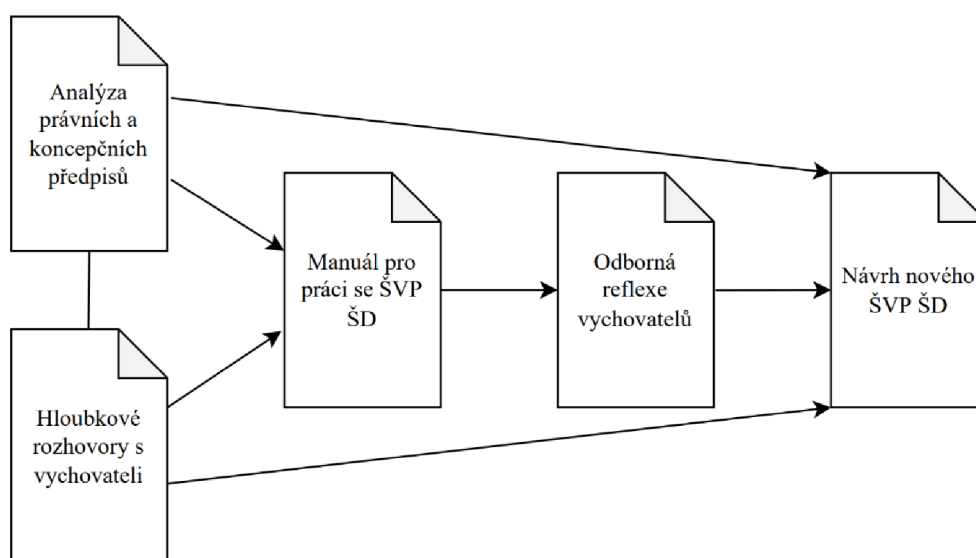 Analýza
právních a
koncepčních
předpisů
Hloubkové
rozhovory s
vychovateli
Manuál pro
práci se ŠVP
ŠD
Odborná
reflexe
vychovatelů
Návrh nového
ŠVP ŠD